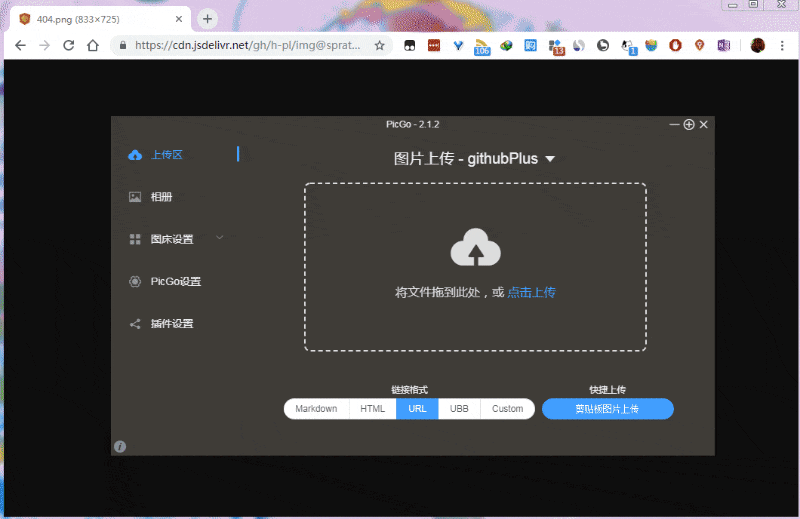 404.png (833×725)
https://cdn.jsdelivr.net/gh/h-pl/img@sprat...
106
13
1
PicGo - 2.1.2
上传区
图片上传 - githubPlus
相册
图床设置
PicGo设置
插件设置
将文件拖到此处，或 点击上传
链接格式
快捷上传
Markdown
HTML
URL
UBB
Custom
剪贴板图片上传